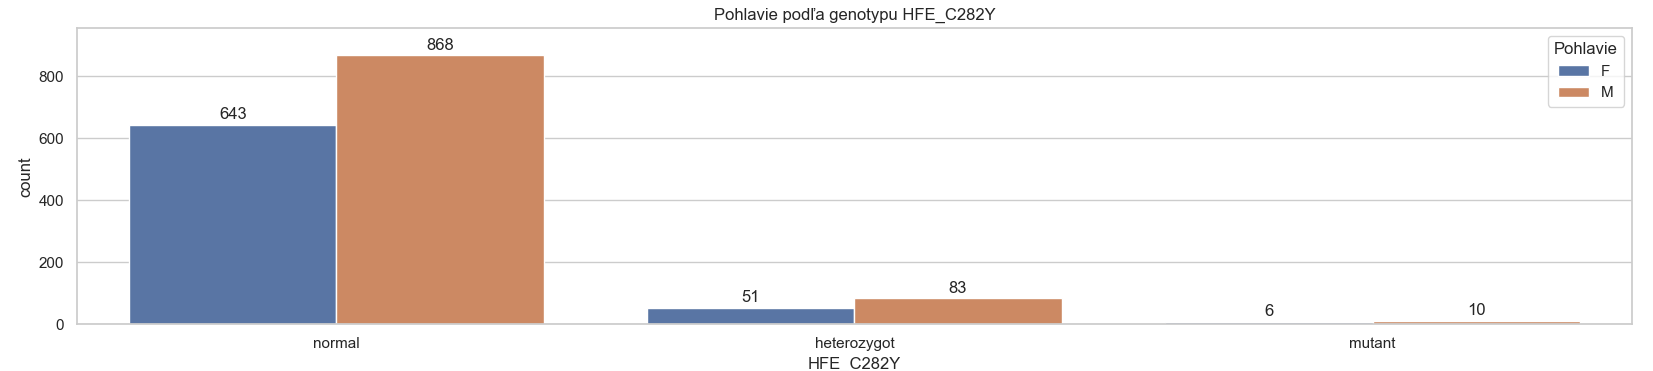 Pohlavie podľa genotypu HFE_C282Y
868
643
51
83
6
10
800
600
400
200
0
count
normal
heterozygot
mutant
HFE_C282Y
Pohlavie
F
M